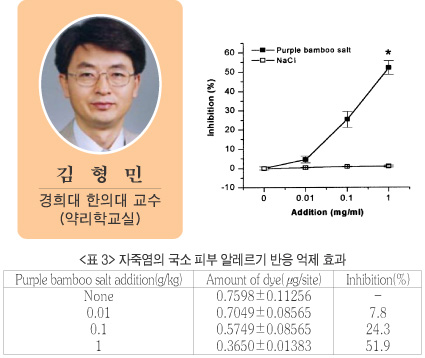 김 형 민
경희대 한의대 교수
(약리학교실)
Purple bamboo salt
NaCl
*
Inhibition (%)
60
50
40
30
20
10
0
-10
0
0.01
0.1
1
Addition (mg/ml)
<표 3> 자죽염의 국소 피부 알레르기 반응 억제 효과
Purple bamboo salt addition(g/kg) Amount of dye(μg/site) Inhibition(%)
None 0.7598±0.11256 −
0.01 0.7049±0.08565 7.8
0.1 0.5749±0.08565 24.3
1 0.3650±0.01383 51.9